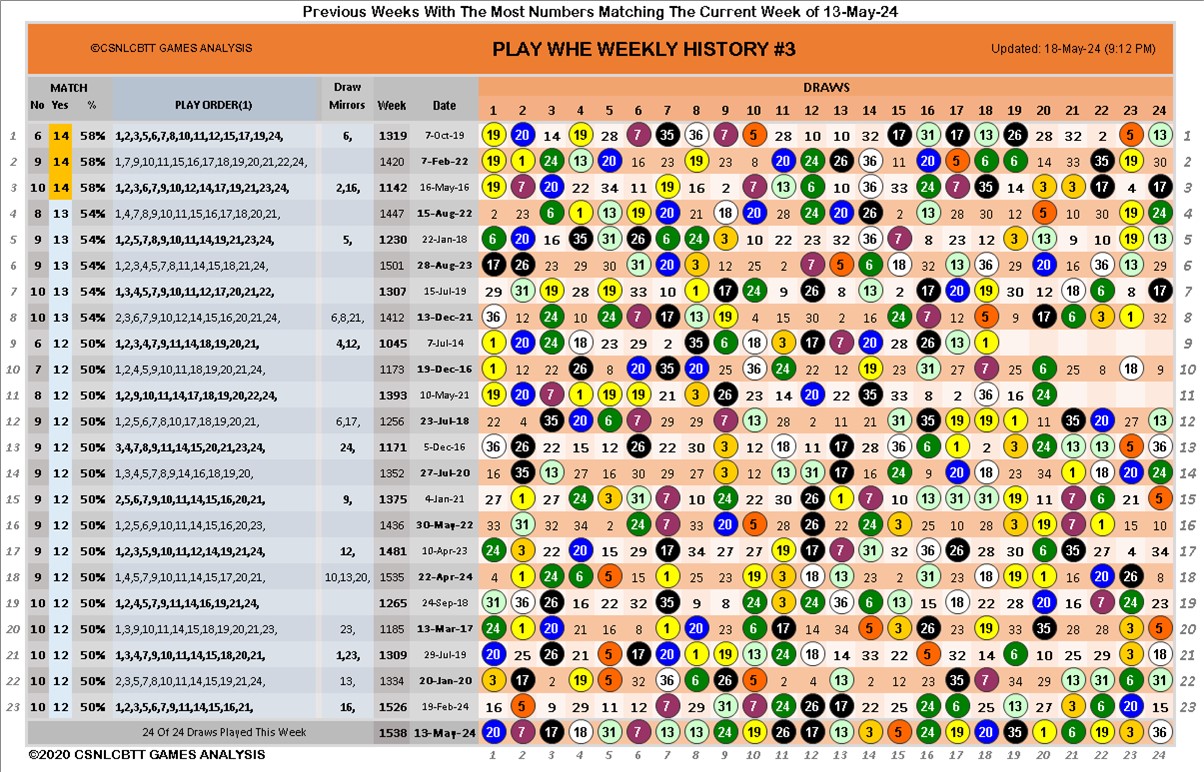 Previous Weeks With The Most Numbers Matching The Current Week of 13-May-24
©CSNLCBTT GAMES ANALYSIS PLAY WHE WEEKLY HISTORY #3 Updated: 18-May-24 (9:12 PM)
MATCH Draw DRAWS
No Yes % PLAY ORDER(1) Mirrors Week Date 1 2 3 4 5 6 7 8 9 10 11 12 13 14 15 16 17 18 19 20 21 22 23 24
1 6 14 58% 1,2,3,5,6,7,8,10,11,12,15,17,19,24, 6, 1319 7-Oct-19 19 20 14 19 28 7 35 36 7 5 28 10 10 32 17 31 17 13 26 28 32 2 5 13 1
2 9 14 58% 1,7,9,10,11,15,16,17,18,19,20,21,22,24, 1420 7-Feb-22 19 1 24 13 20 16 28 19 23 8 20 24 26 36 11 20 5 6 6 14 33 35 19 30 2
3 10 14 58% 1,2,3,6,7,9,10,12,14,17,19,21,23,24, 2,16, 1142 16-May-16 19 7 20 22 34 11 19 16 2 7 13 6 10 36 33 24 7 35 14 3 3 17 4 17 3
4 8 13 54% 1,4,7,8,9,10,11,15,16,17,18,20,21, 1447 15-Aug-22 2 23 6 1 13 19 20 21 18 20 28 24 20 26 2 13 28 30 12 5 10 30 19 24 4
5 9 13 54% 1,2,5,7,8,9,10,11,14,19,21,23,24, 5, 1230 22-Jan-18 6 20 16 35 31 26 6 24 3 10 22 23 32 36 7 8 23 12 3 13 9 10 19 13 5
6 9 13 54% 1,2,3,4,5,7,8,11,14,15,18,21,24, 1501 28-Aug-23 17 26 23 29 30 31 20 3 12 25 2 7 5 6 18 32 13 36 29 20 16 36 13 29 6
7 10 13 54% 1,3,4,5,7,9,10,11,12,17,20,21,22, 1307 15-Jul-19 29 31 19 28 19 33 10 1 17 24 9 26 8 13 2 17 20 19 30 12 18 6 8 17 7
8 10 13 54% 2,3,6,7,9,10,12,14,15,16,20,21,24, 6,8,21, 1412 13-Dec-21 36 12 24 10 24 7 17 13 19 4 15 30 2 16 24 7 12 5 9 17 6 3 1 32 8
9 6 12 50% 1,2,3,4,7,9,11,14,18,19,20,21, 4,12, 1045 7-Jul-14 1 20 24 18 23 29 2 35 6 18 3 17 7 20 28 26 13 1 9
10 7 12 50% 1,2,4,5,9,10,11,18,19,20,21,24, 1173 19-Dec-16 1 12 22 26 8 20 35 20 25 36 24 22 12 19 23 31 28 7 25 6 23 8 18 9 10
11 8 12 50% 1,2,9,10,11,14,17,18,19,20,22,24, 1393 10-May-21 19 20 7 1 19 19 21 3 26 23 14 20 14 35 33 8 2 36 16 24 11
12 9 12 50% 1,2,5,6,7,8,10,17,18,19,20,21, 6,17, 1256 23-Jul-18 22 4 35 20 6 7 29 29 7 13 28 2 11 21 31 35 19 19 1 11 35 20 32 13 12
13 9 12 50% 3,4,7,8,9,11,14,15,20,21,23,24, 24, 1171 5-Dec-16 36 26 22 15 12 26 22 30 3 12 18 11 17 28 36 6 1 2 3 24 13 13 5 36 13
14 9 12 50% 1,5,6,7,8,9,14,16,18,19,20, 1352 27-Jul-20 16 35 13 27 16 30 14 29 3 12 13 31 17 16 24 9 20 18 23 34 1 18 20 24 14
15 9 12 50% 2,5,6,7,9,10,11,14,15,16,20,21, 9, 1375 4-Jan-21 27 1 27 24 3 31 7 10 24 22 30 26 1 7 10 13 31 31 19 11 7 6 21 5 15
16 9 12 50% 1,2,5,6,9,10,11,14,15,16,20,23, 1436 30-May-22 33 31 32 34 2 24 7 33 20 5 28 26 22 24 3 25 10 28 3 19 7 1 15 10 16
17 9 12 50% 1,2,3,5,9,10,11,12,14,19,21,24, 12, 1481 10-Apr-23 24 3 22 20 15 29 17 34 27 27 19 17 7 31 32 36 26 28 30 6 35 27 4 34 17
18 9 12 50% 1,4,5,7,9,10,11,14,15,17,20,21, 10,13,20, 1535 22-Apr-24 4 1 24 6 5 15 1 25 23 19 3 18 13 23 2 31 23 18 19 1 16 20 26 8 18
19 10 12 50% 1,2,4,5,7,9,11,14,16,19,21,24, 1265 24-Sep-18 31 36 26 16 22 32 35 9 8 24 3 24 36 6 13 15 18 22 28 20 16 7 24 23 19
20 10 12 50% 1,3,9,10,11,14,15,18,19,20,21,23, 23, 1185 13-Mar-17 24 1 20 21 16 8 1 20 23 6 17 14 34 5 3 26 23 19 33 35 28 28 3 5 20
21 10 12 50% 1,3,4,7,9,10,11,14,15,18,20,21, 1,23, 1309 29-Jul-19 20 25 26 21 5 17 20 1 19 13 24 18 14 33 22 5 32 14 6 10 25 29 3 18 21
22 10 12 50% 2,3,5,7,8,9,10,11,14,15,18,21, 13, 1334 20-Jan-20 3 17 2 19 5 32 36 6 26 5 2 4 13 2 12 22 35 7 34 29 13 31 6 31 22
23 10 12 50% 1,2,3,5,6,7,9,11,14,15,16,21, 16, 1526 19-Feb-24 16 5 9 29 11 12 7 29 31 7 24 26 17 22 25 24 6 23 13 27 3 6 20 15 23
24 Of 24 Draws Played This Week 1538 13-May-24 20 7 17 18 31 7 13 13 24 19 26 17 13 3 5 24 19 20 35 1 6 19 3 36
©2020 CSNLCBTT GAMES ANALYSIS 1 2 3 4 5 6 7 8 9 10 11 12 13 14 15 16 17 18 19 20 21 22 23 24